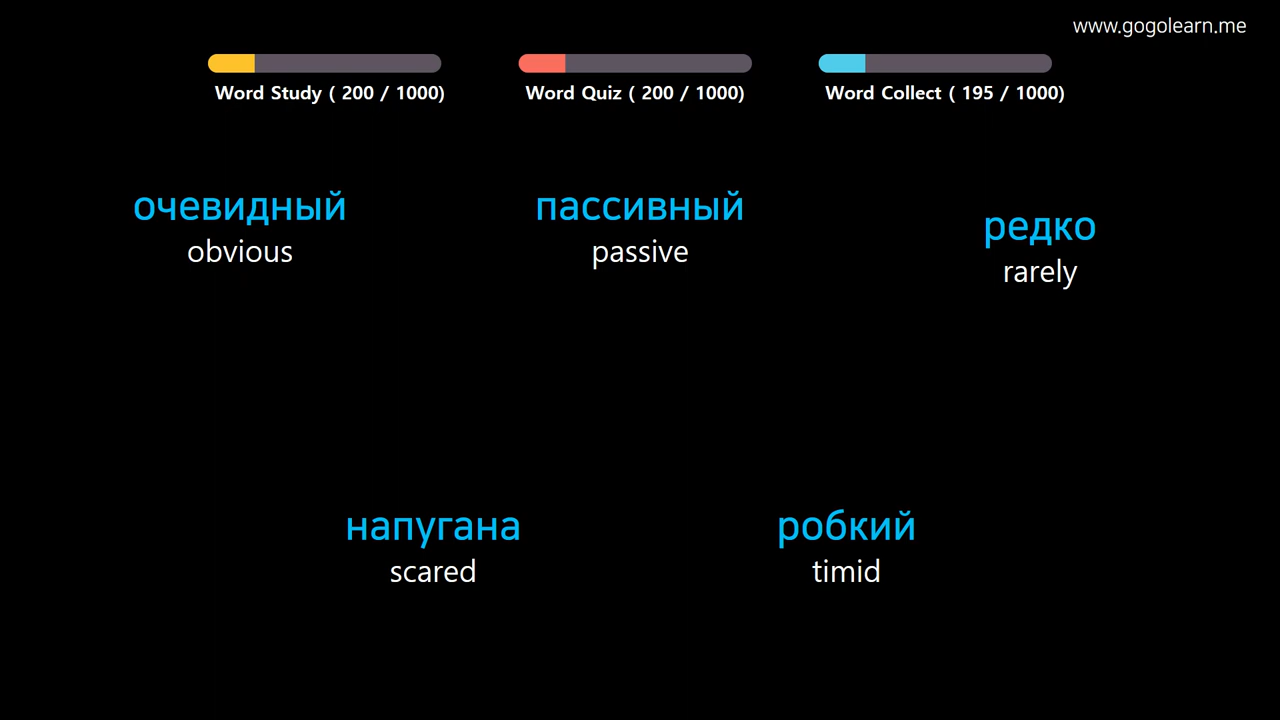 www.gogolearn.me
Word Study ( 200 / 1000)
Word Quiz ( 200 / 1000)
Word Collect ( 195 / 1000)
очевидный
obvious
пассивный
passive
редко
rarely
напугана
scared
робкий
timid